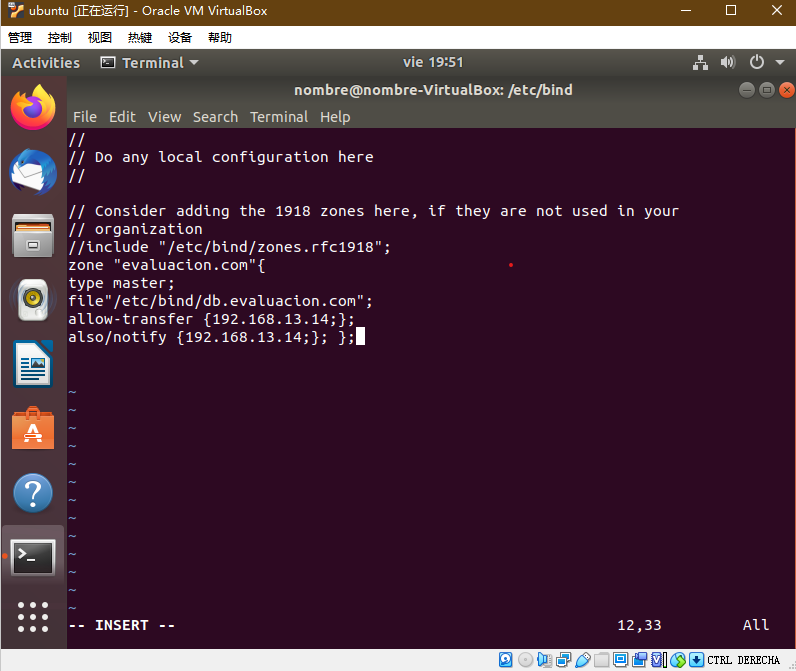 ubuntu [正在运行] - Oracle VM VirtualBox
管理 控制 视图 热键 设备 帮助
Activities Terminal vie 19:51
nombre@nombre-VirtualBox: /etc/bind
File Edit View Search Terminal Help
//
// Do any local configuration here
//
// Consider adding the 1918 zones here, if they are not used in your
// organization
//include "/etc/bind/zones.rfc1918";
zone "evaluacion.com"{
type master;
file"/etc/bind/db.evaluacion.com";
allow-transfer {192.168.13.14;};
also/notify {192.168.13.14;}; };
~
~
~
~
~
~
~
~
~
~
~
~
~
-- INSERT -- 12,33 All
CTRL DERECHA